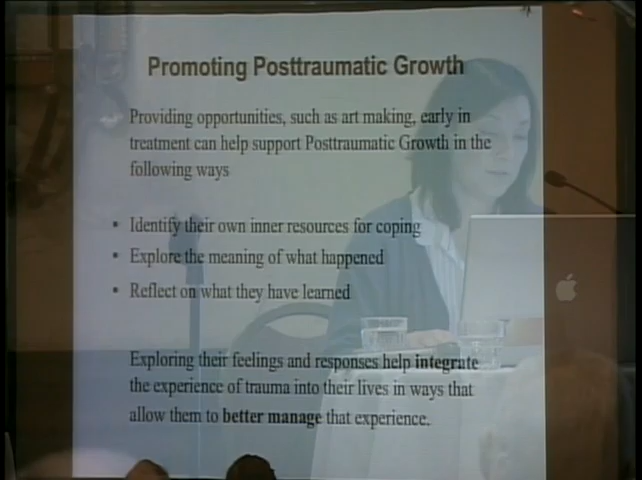 Promoting Posttraumatic Growth
Providing opportunities, such as art making, early in
treatment can help support Posttraumatic Growth in the
following ways
• Identify their own inner resources for coping
• Explore the meaning of what happened
• Reflect on what they have learned
Exploring their feelings and responses help integrate
the experience of trauma into their lives in ways that
allow them to better manage that experience.